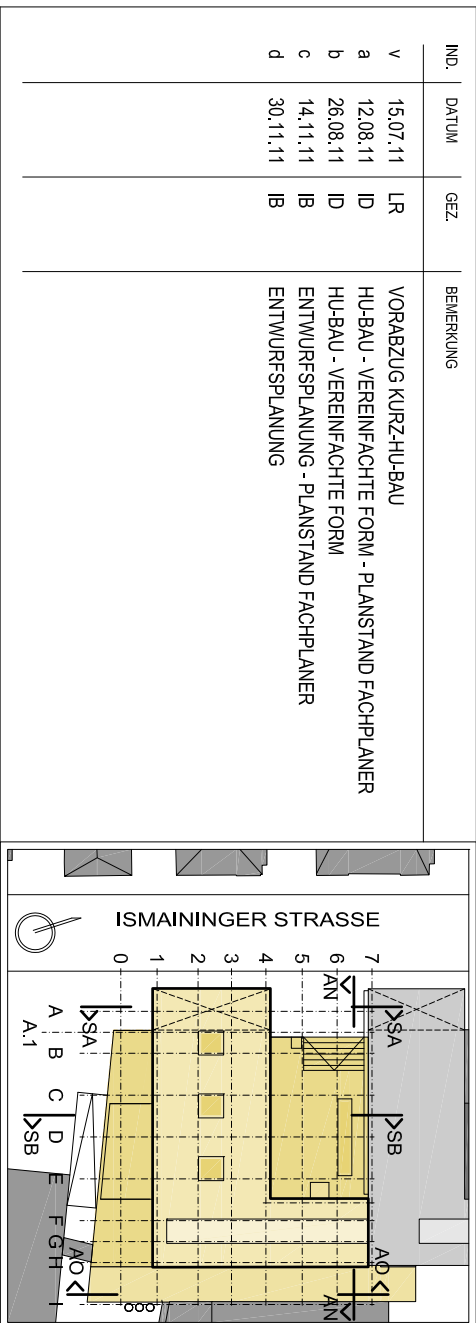 IND. DATUM GEZ. BEMERKUNG
v 15.07.11 LR VORABZUG KURZ-HU-BAU
a 12.08.11 ID HU-BAU - VEREINFACHTE FORM - PLANSTAND FACHPLANER
b 26.08.11 ID HU-BAU - VEREINFACHTE FORM
c 14.11.11 IB ENTWURFSPLANUNG - PLANSTAND FACHPLANER
d 30.11.11 IB ENTWURFSPLANUNG
ISMAININGER STRASSE
0 1 2 3 4 5 6 7
AN
SA
SA
SB
SB
AO
AO
AN
A A.1 B C D E F G H I